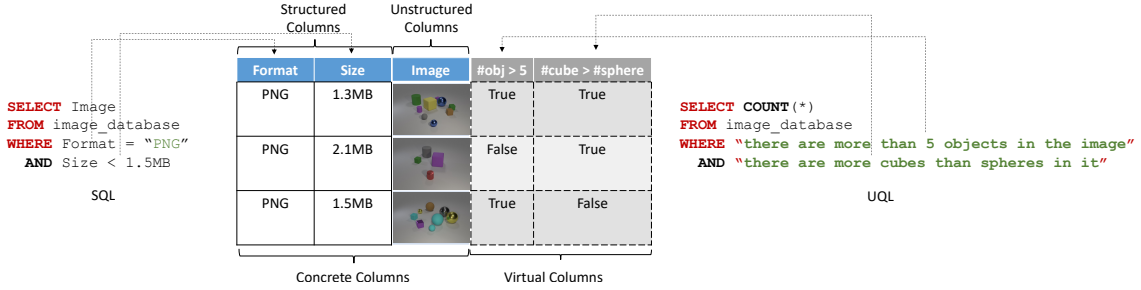 Structured
Columns
Unstructured
Columns
Format Size Image #obj > 5 #cube > #sphere
PNG 1.3MB True True
PNG 2.1MB False True
PNG 1.5MB True False
SELECT Image
FROM image_database
WHERE Format = “PNG”
AND Size < 1.5MB
SQL
SELECT COUNT(*)
FROM image_database
WHERE “there are more than 5 objects in the image”
AND “there are more cubes than spheres in it”
UQL
Concrete Columns
Virtual Columns